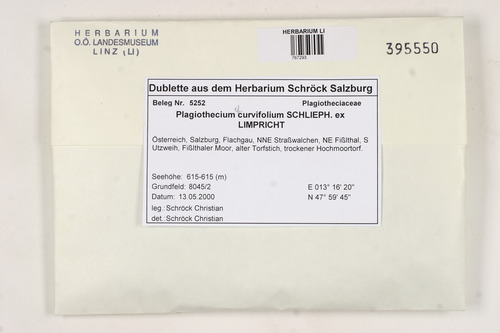 HERBARIUM
O.Ö. LANDESMUSEUM
LINZ (LI)
HERBARIUM LI
767293
395550
Dublette aus dem Herbarium Schröck Salzburg
Beleg Nr. 5252 Plagiotheciaceae
Plagiothecium curvifolium SCHLIEPH. ex
LIMPRICHT
Österreich, Salzburg, Flachgau, NNE Straßwalchen, NE Fißlthal, S
Utzweih, Fißlthaler Moor, alter Torfstich, trockener Hochmoortorf.
Seehöhe: 615-615 (m)
Grundfeld: 8045/2 E 013° 16' 20"
Datum: 13.05.2000 N 47° 59' 45"
leg.: Schröck Christian
det.: Schröck Christian